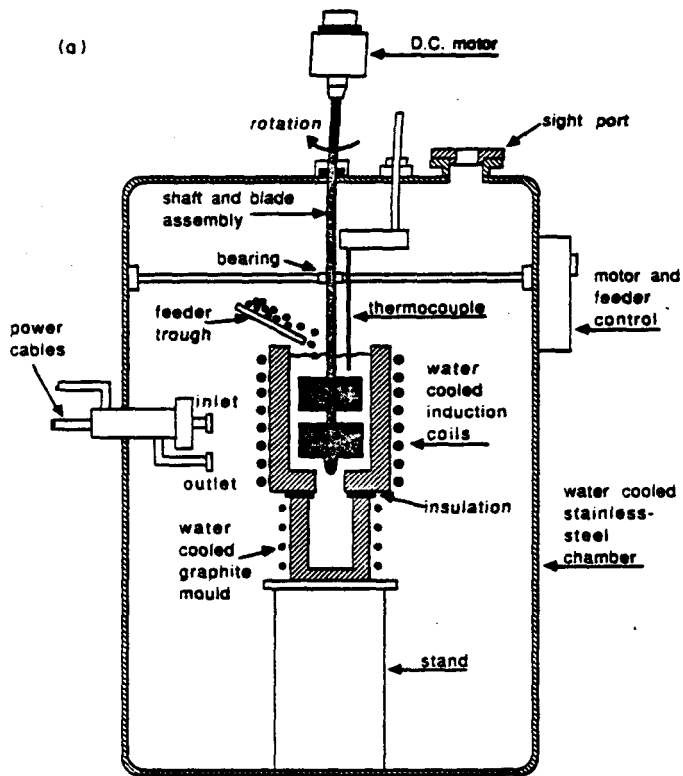 (a)
D.C. motor
rotation
sight port
shaft and blade
assembly
bearing
feeder
trough
thermocouple
motor and
feeder
control
power
cables
inlet
outlet
water
cooled
induction
coils
insulation
water
cooled
graphite
mould
water cooled
stainless-
steel
chamber
stand